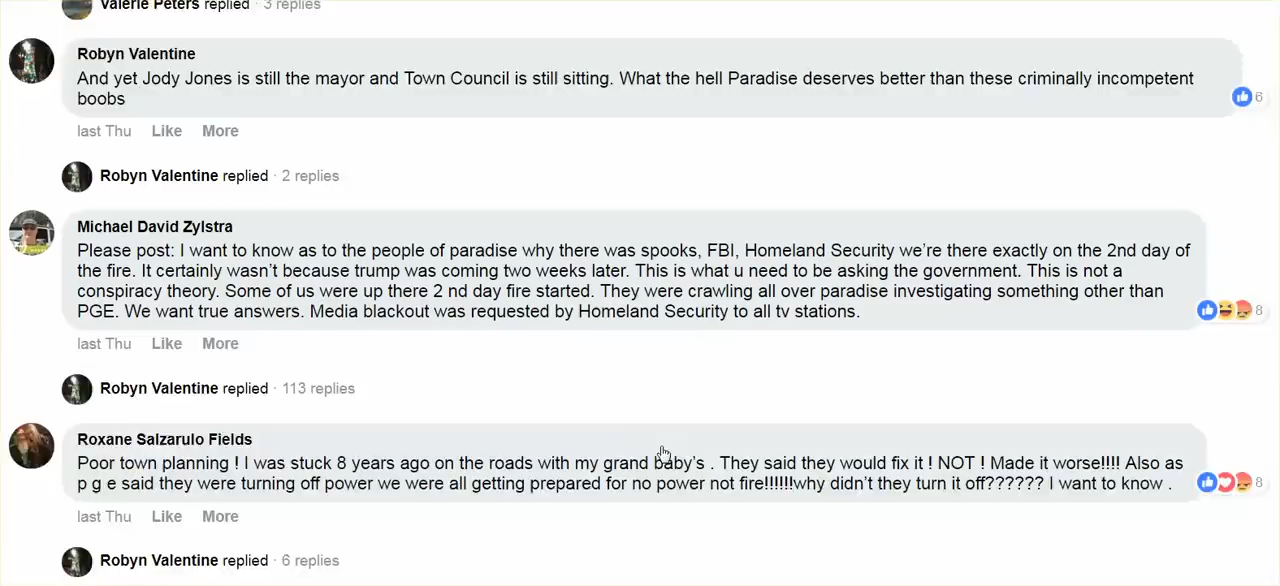 Valerie Peters replied · 3 replies
Robyn Valentine
And yet Jody Jones is still the mayor and Town Council is still sitting. What the hell Paradise deserves better than these criminally incompetent
boobs
6
last Thu Like More
Robyn Valentine replied · 2 replies
Michael David Zylstra
Please post: I want to know as to the people of paradise why there was spooks, FBI, Homeland Security we're there exactly on the 2nd day of
the fire. It certainly wasn't because trump was coming two weeks later. This is what u need to be asking the government. This is not a
conspiracy theory. Some of us were up there 2 nd day fire started. They were crawling all over paradise investigating something other than
PGE. We want true answers. Media blackout was requested by Homeland Security to all tv stations.
8
last Thu Like More
Robyn Valentine replied · 113 replies
Roxane Salzarulo Fields
Poor town planning ! I was stuck 8 years ago on the roads with my grand baby's . They said they would fix it ! NOT ! Made it worse!!!! Also as
p g e said they were turning off power we were all getting prepared for no power not fire!!!!!!why didn't they turn it off?????? I want to know .
8
last Thu Like More
Robyn Valentine replied · 6 replies